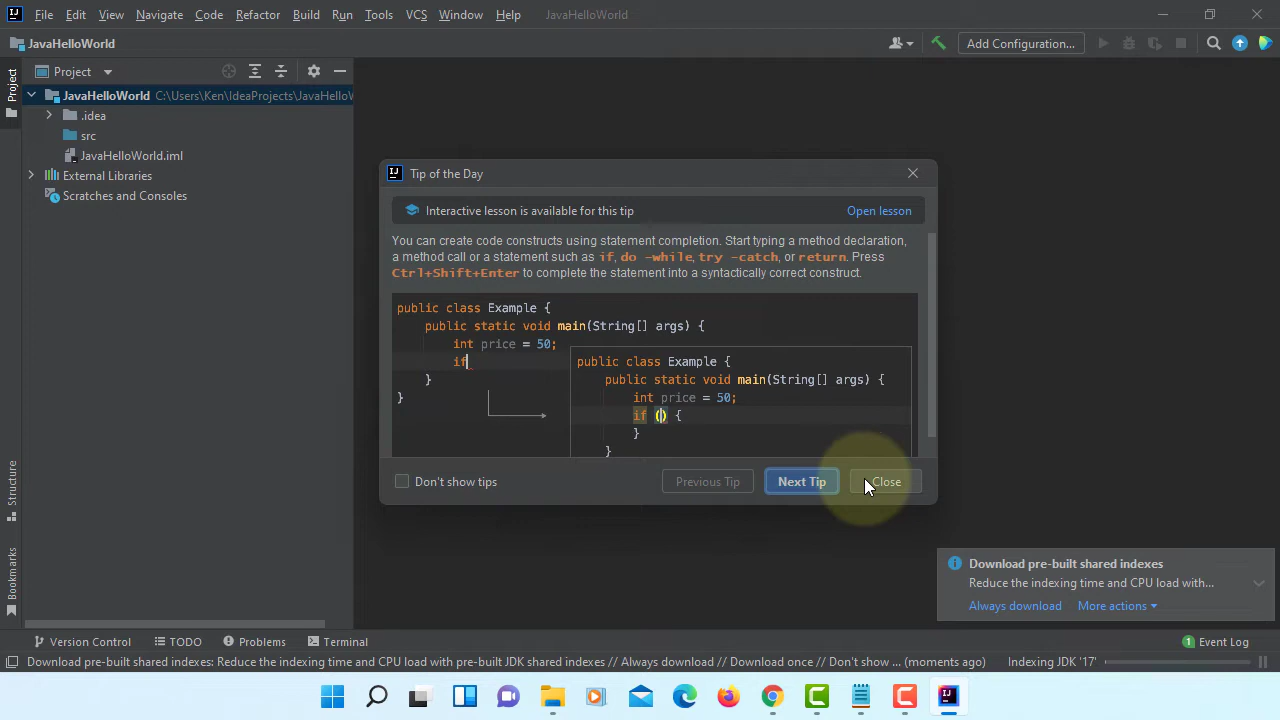 File Edit View Navigate Code Refactor Build Run Tools VCS Window Help JavaHelloWorld
JavaHelloWorld
Add Configuration...
Project
Project
JavaHelloWorld C:\Users\Ken\IdeaProjects\JavaHelloW
.idea
src
JavaHelloWorld.iml
External Libraries
Scratches and Consoles
Tip of the Day
Interactive lesson is available for this tip Open lesson
You can create code constructs using statement completion. Start typing a method declaration,
a method call or a statement such as if, do -while, try -catch, or return. Press
Ctrl+Shift+Enter to complete the statement into a syntactically correct construct.
public class Example {
public static void main(String[] args) {
int price = 50;
if
}
}
public class Example {
public static void main(String[] args) {
int price = 50;
if () {
}
}
Don't show tips Previous Tip Next Tip Close
Structure
Bookmarks
Download pre-built shared indexes
Reduce the indexing time and CPU load with...
Always download More actions
Version Control TODO Problems Terminal 1 Event Log
Download pre-built shared indexes: Reduce the indexing time and CPU load with pre-built JDK shared indexes // Always download // Download once // Don't show ... (moments ago) Indexing JDK '17'